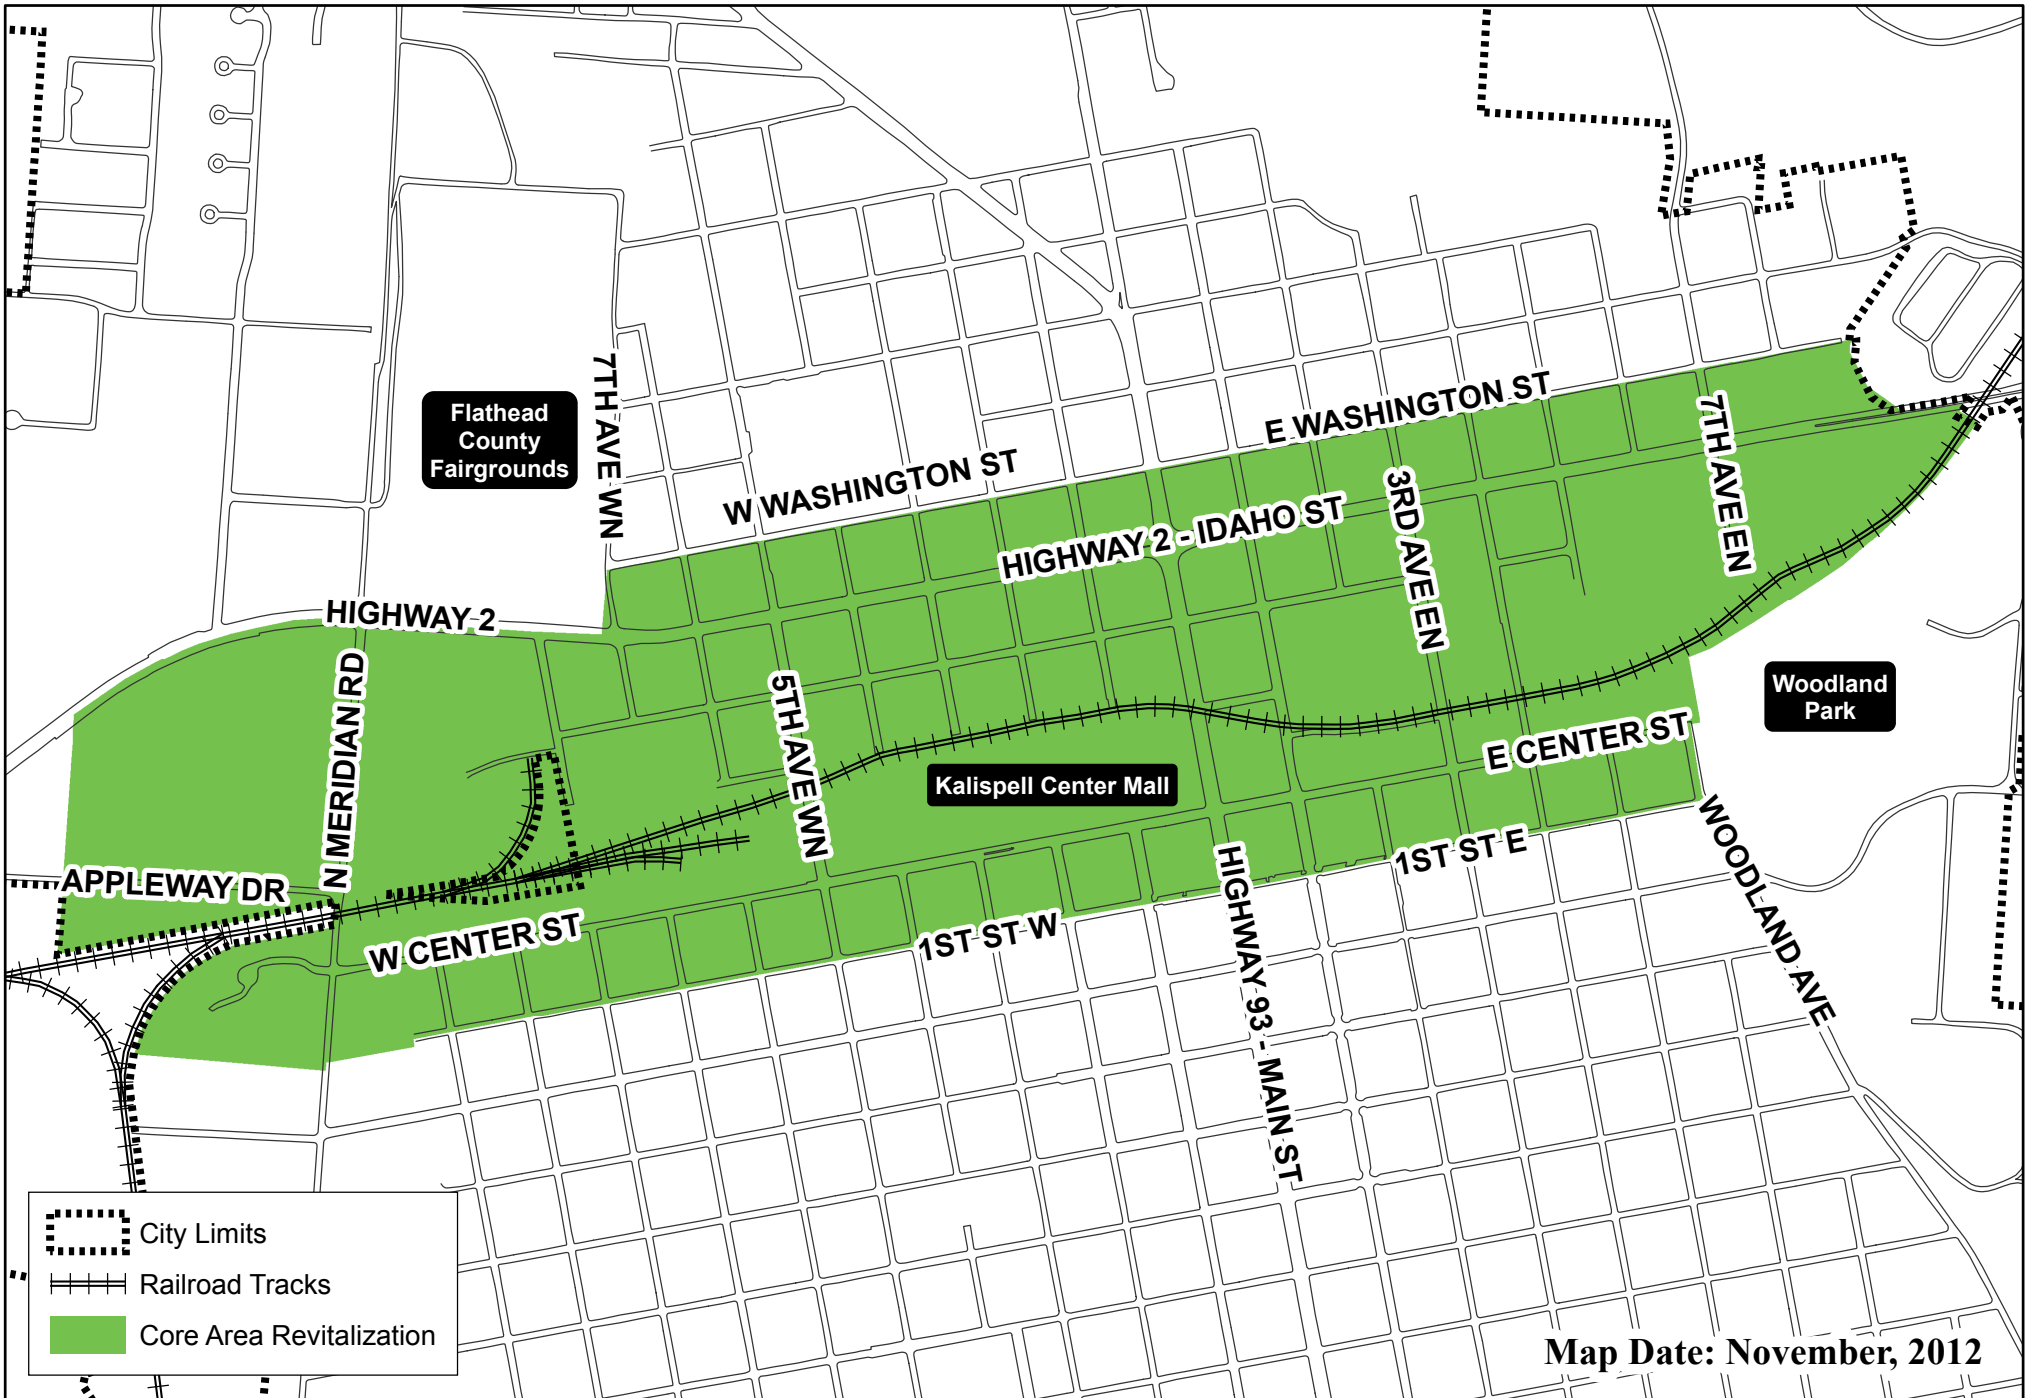 7TH AVE WN
Flathead
County
Fairgrounds
E WASHINGTON ST
7TH AVE EN
W WASHINGTON ST
3RD AVE EN
HIGHWAY 2 - IDAHO ST
HIGHWAY 2
N MERIDIAN RD
5TH AVE WN
Woodland
Park
E CENTER ST
Kalispell Center Mall
WOODLAND AVE
1ST ST E
HIGHWAY 93 - MAIN ST
APPLEWAY DR
W CENTER ST
1ST ST W
City Limits
Railroad Tracks
Core Area Revitalization
Map Date: November, 2012